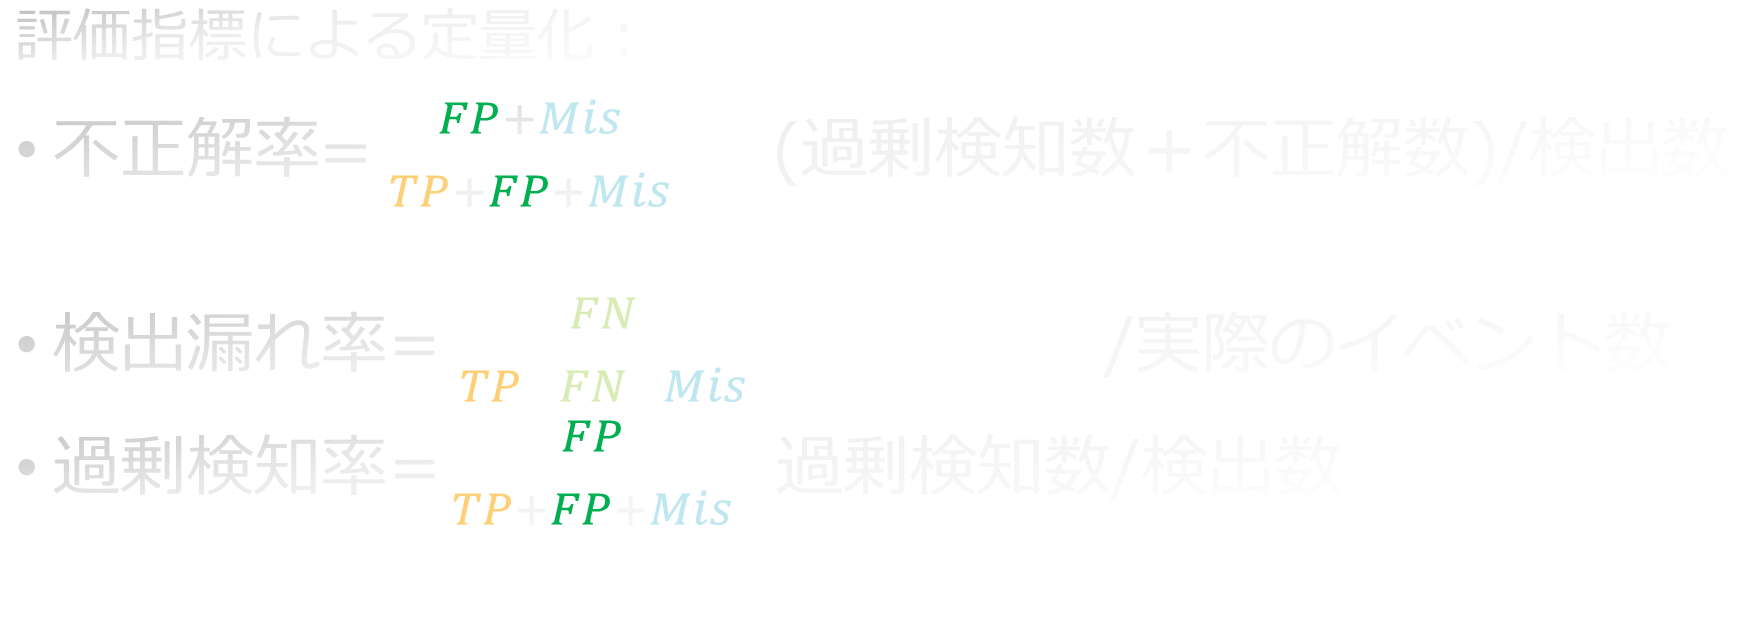 評価指標による定量化：
• 不正解率= FP+Mis (過剰検知数＋不正解数)/検出数
TP+FP+Mis
• 検出漏れ率= FN /実際のイベント数
TP FN Mis
• 過剰検知率= FP 過剰検知数/検出数
TP+FP+Mis